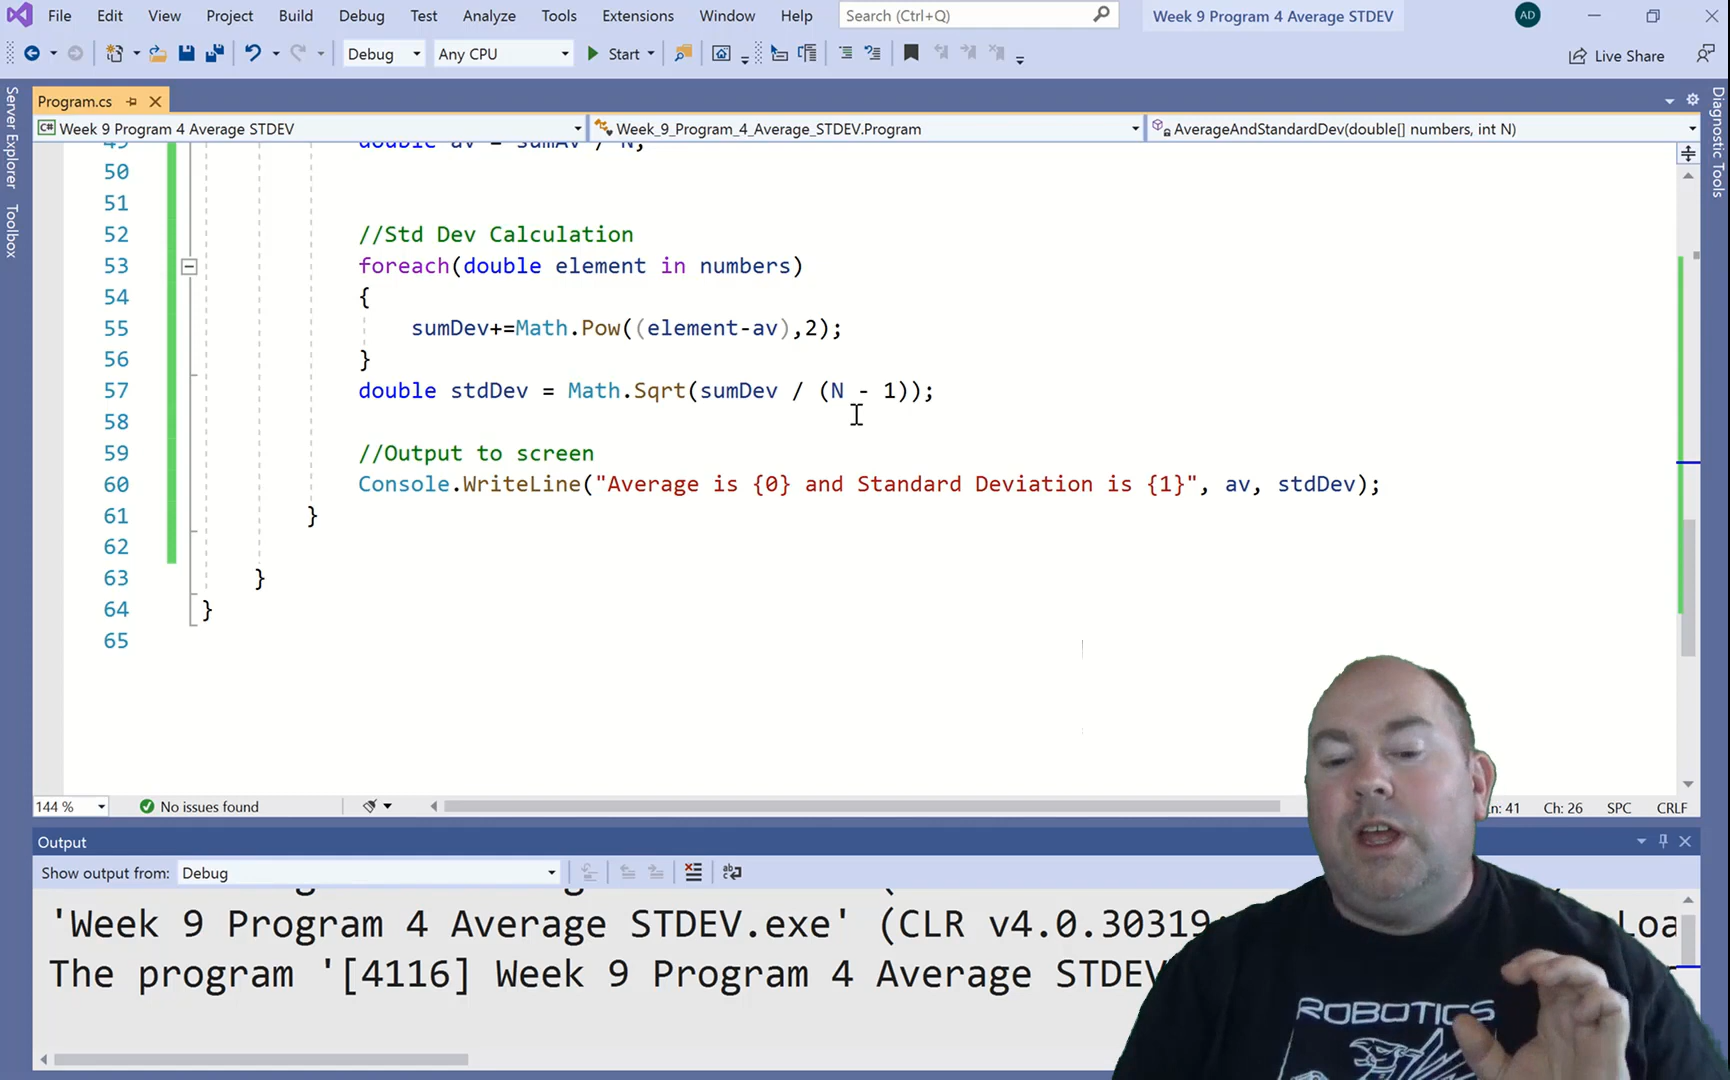 File Edit View Project Build Debug Test Analyze Tools Extensions Window Help Search (Ctrl+Q) Week 9 Program 4 Average STDEV AD
Debug Any CPU Start Live Share
Server Explorer
Toolbox
Diagnostic Tools
Program.cs
C# Week 9 Program 4 Average STDEV Week_9_Program_4_Average_STDEV.Program AverageAndStandardDev(double[] numbers, int N)
49 double av = sumAv / N;
50
51
52 //Std Dev Calculation
53 foreach(double element in numbers)
54 {
55 sumDev+=Math.Pow((element-av),2);
56 }
57 double stdDev = Math.Sqrt(sumDev / (N - 1));
58
59 //Output to screen
60 Console.WriteLine("Average is {0} and Standard Deviation is {1}", av, stdDev);
61 }
62
63 }
64 }
65
144 % No issues found n: 41 Ch: 26 SPC CRLF
Output
Show output from: Debug
'Week 9 Program 4 Average STDEV.exe' (CLR v4.0.30319 Loa
The program '[4116] Week 9 Program 4 Average STDEV
ROBOTICS